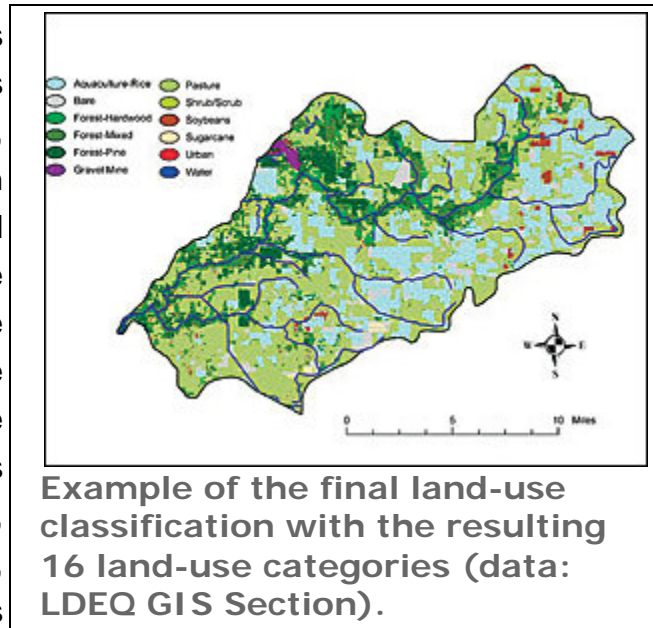 Aquaculture-Rice
Bare
Forest-Hardwood
Forest-Mixed
Forest-Pine
Gravel Mine
Pasture
Shrub/Scrub
Soybeans
Sugarcane
Urban
Water
N
W E
S
0 5 10 Miles
Example of the final land-use
classification with the resulting
16 land-use categories (data:
LDEQ GIS Section).